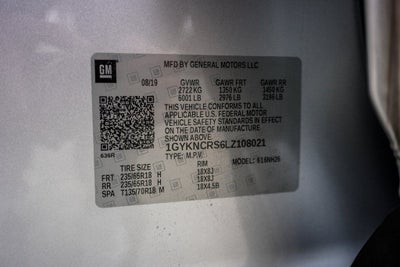 GM
MFD BY GENERAL MOTORS LLC
08/19 GVWR GAWR FRT GAWR RR
2722 KG 1350 KG 1450 KG
6001 LB 2976 LB 3196 LB
THIS VEHICLE CONFORMS TO ALL
APPLICABLE U.S. FEDERAL MOTOR
VEHICLE SAFETY STANDARDS IN EFFECT
ON THE DATE OF MANUFACTURE
SHOWN ABOVE.
1GYKNCRS6LZ108021
TYPE: M.P.V. MODEL: 616NH26
TIRE SIZE RIM
FRT 235/65R18 H 18X8J
RR 235/65R18 H 18X8J
SPA T135/70R18 M 18X4.5B